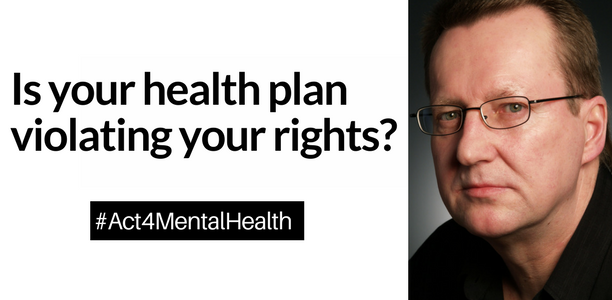 Is your health plan
violating your rights?
#Act4MentalHealth